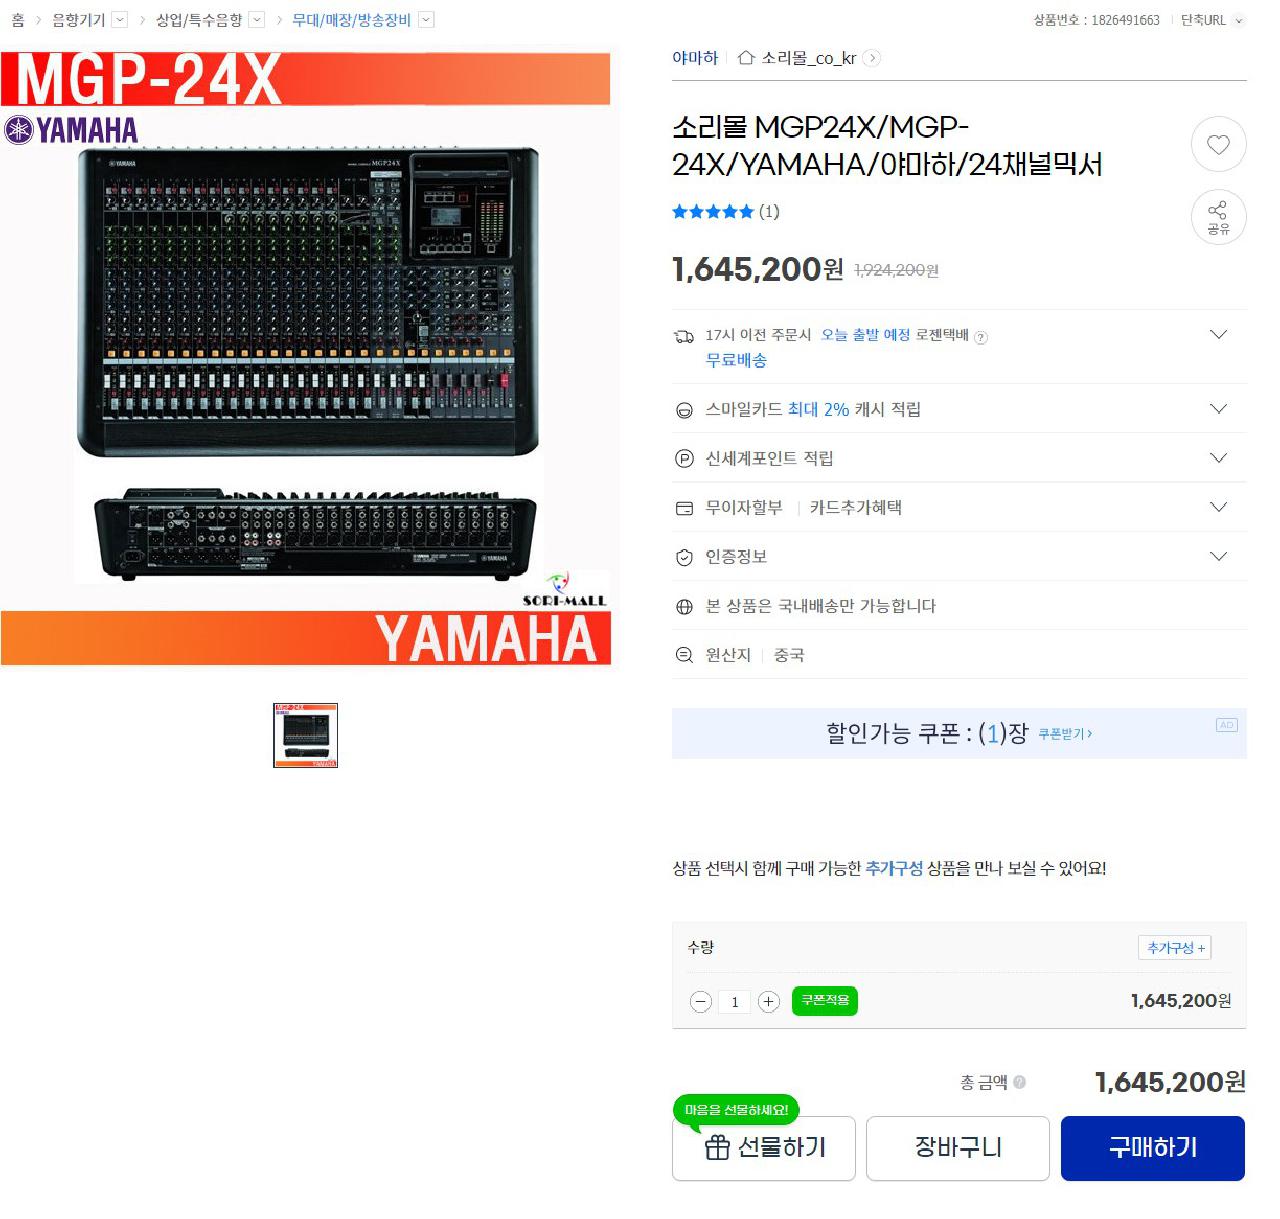 홈 > 음향기기 > 상업/특수음향 > 무대/매장/방송장비
상품번호 : 1826491663 | 단축URL
MGP-24X
YAMAHA
YAMAHA
MGP24X
YAMAHA
SORI-MALL
YAMAHA
MGP-24X
YAMAHA
야마하 | 소리몰_co_kr
소리몰 MGP24X/MGP-
24X/YAMAHA/야마하/24채널믹서
(1)
공유
1,645,200원 1,924,200원
17시 이전 주문시 오늘 출발 예정 로젠택배 ?
무료배송
스마일카드 최대 2% 캐시 적립
P 신세계포인트 적립
무이자할부 | 카드추가혜택
인증정보
본 상품은 국내배송만 가능합니다
원산지 | 중국
할인가능 쿠폰 : (1)장 쿠폰받기 ›
AD
상품 선택시 함께 구매 가능한 추가구성 상품을 만나 보실 수 있어요!
수량
추가구성 +
− 1 + 쿠폰적용 1,645,200원
총 금액 ? 1,645,200원
마음을 선물하세요!
선물하기
장바구니
구매하기